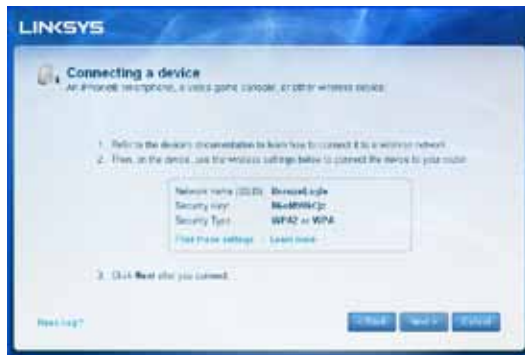 LINKSYS
Connecting a device
An iPhone® smartphone, a video game console, or other wireless device.
1. Refer to the device's documentation to learn how to connect it to a wireless network.
2. Then, on the device, use the wireless settings below to connect the device to your router.
Network name (SSID):
Security Key:
Security Type: WPA2 or WPA
Print these settings Learn more
3. Click Next after you connect.
Need help?
< Back Next > Cancel